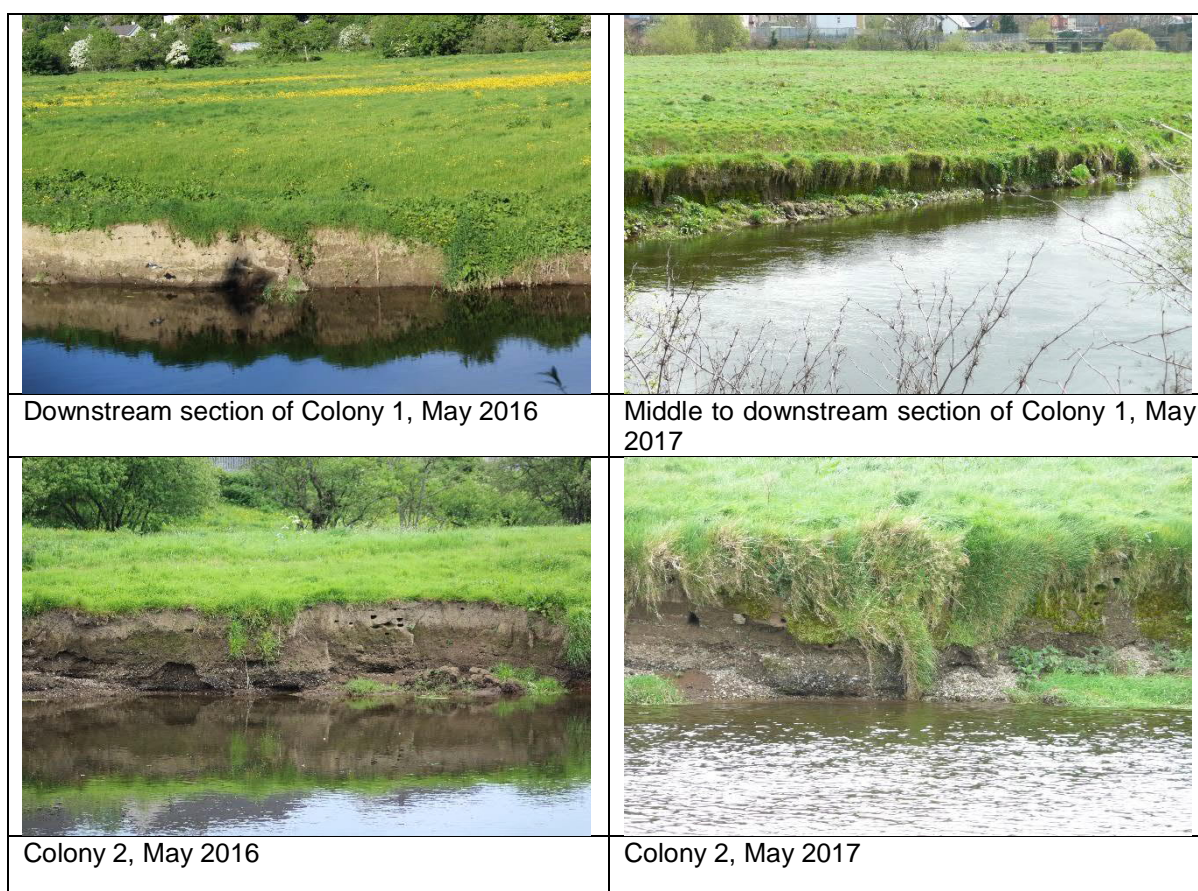 Downstream section of Colony 1, May 2016
Middle to downstream section of Colony 1, May
2017
Colony 2, May 2016
Colony 2, May 2017